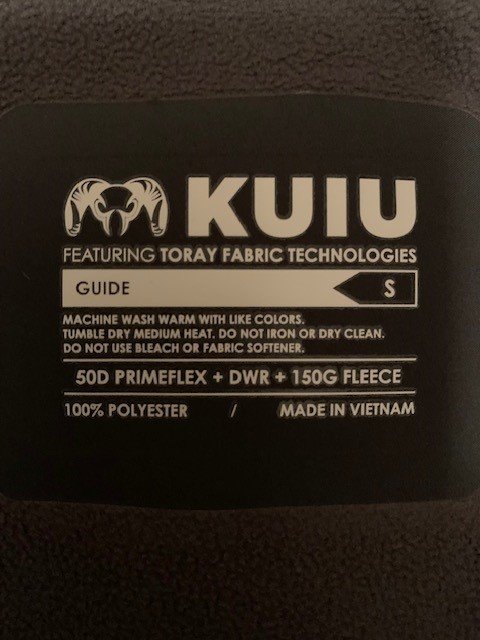 KUIU
FEATURING TORAY FABRIC TECHNOLOGIES
GUIDE S
MACHINE WASH WARM WITH LIKE COLORS.
TUMBLE DRY MEDIUM HEAT. DO NOT IRON OR DRY CLEAN.
DO NOT USE BLEACH OR FABRIC SOFTENER.
50D PRIMEFLEX + DWR + 150G FLEECE
100% POLYESTER / MADE IN VIETNAM